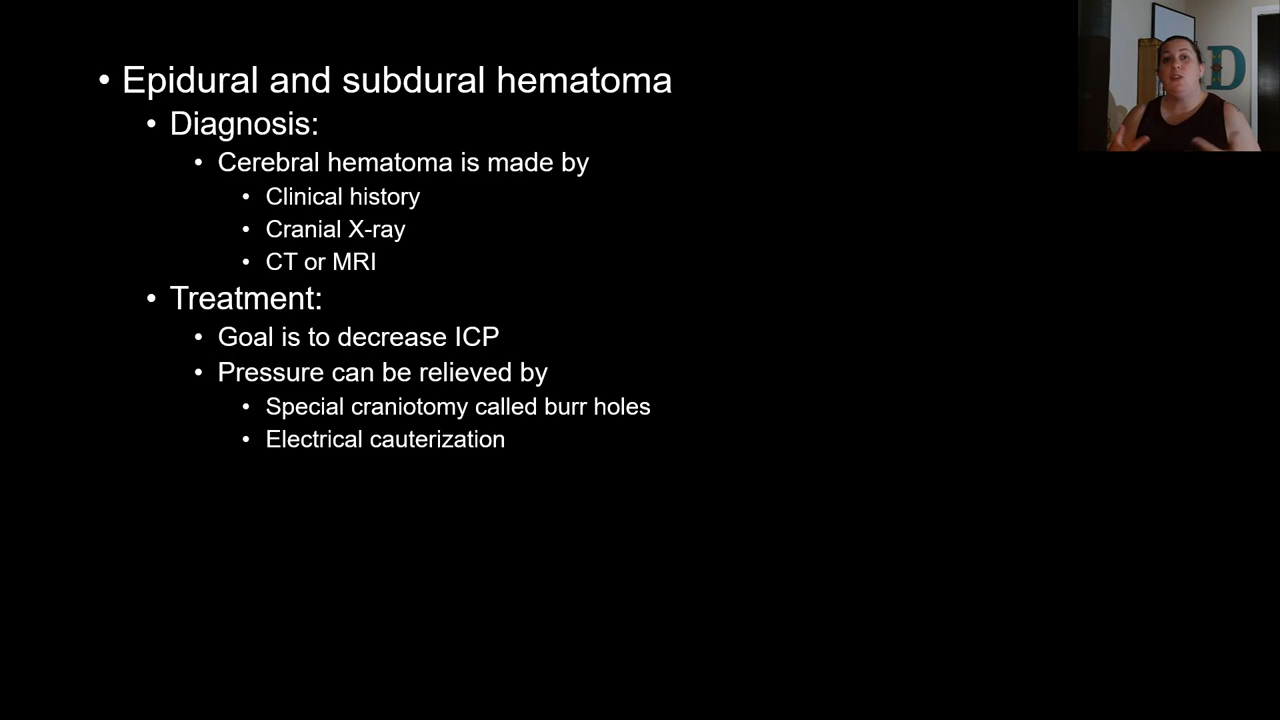 • Epidural and subdural hematoma
• Diagnosis:
• Cerebral hematoma is made by
• Clinical history
• Cranial X-ray
• CT or MRI
• Treatment:
• Goal is to decrease ICP
• Pressure can be relieved by
• Special craniotomy called burr holes
• Electrical cauterization
D